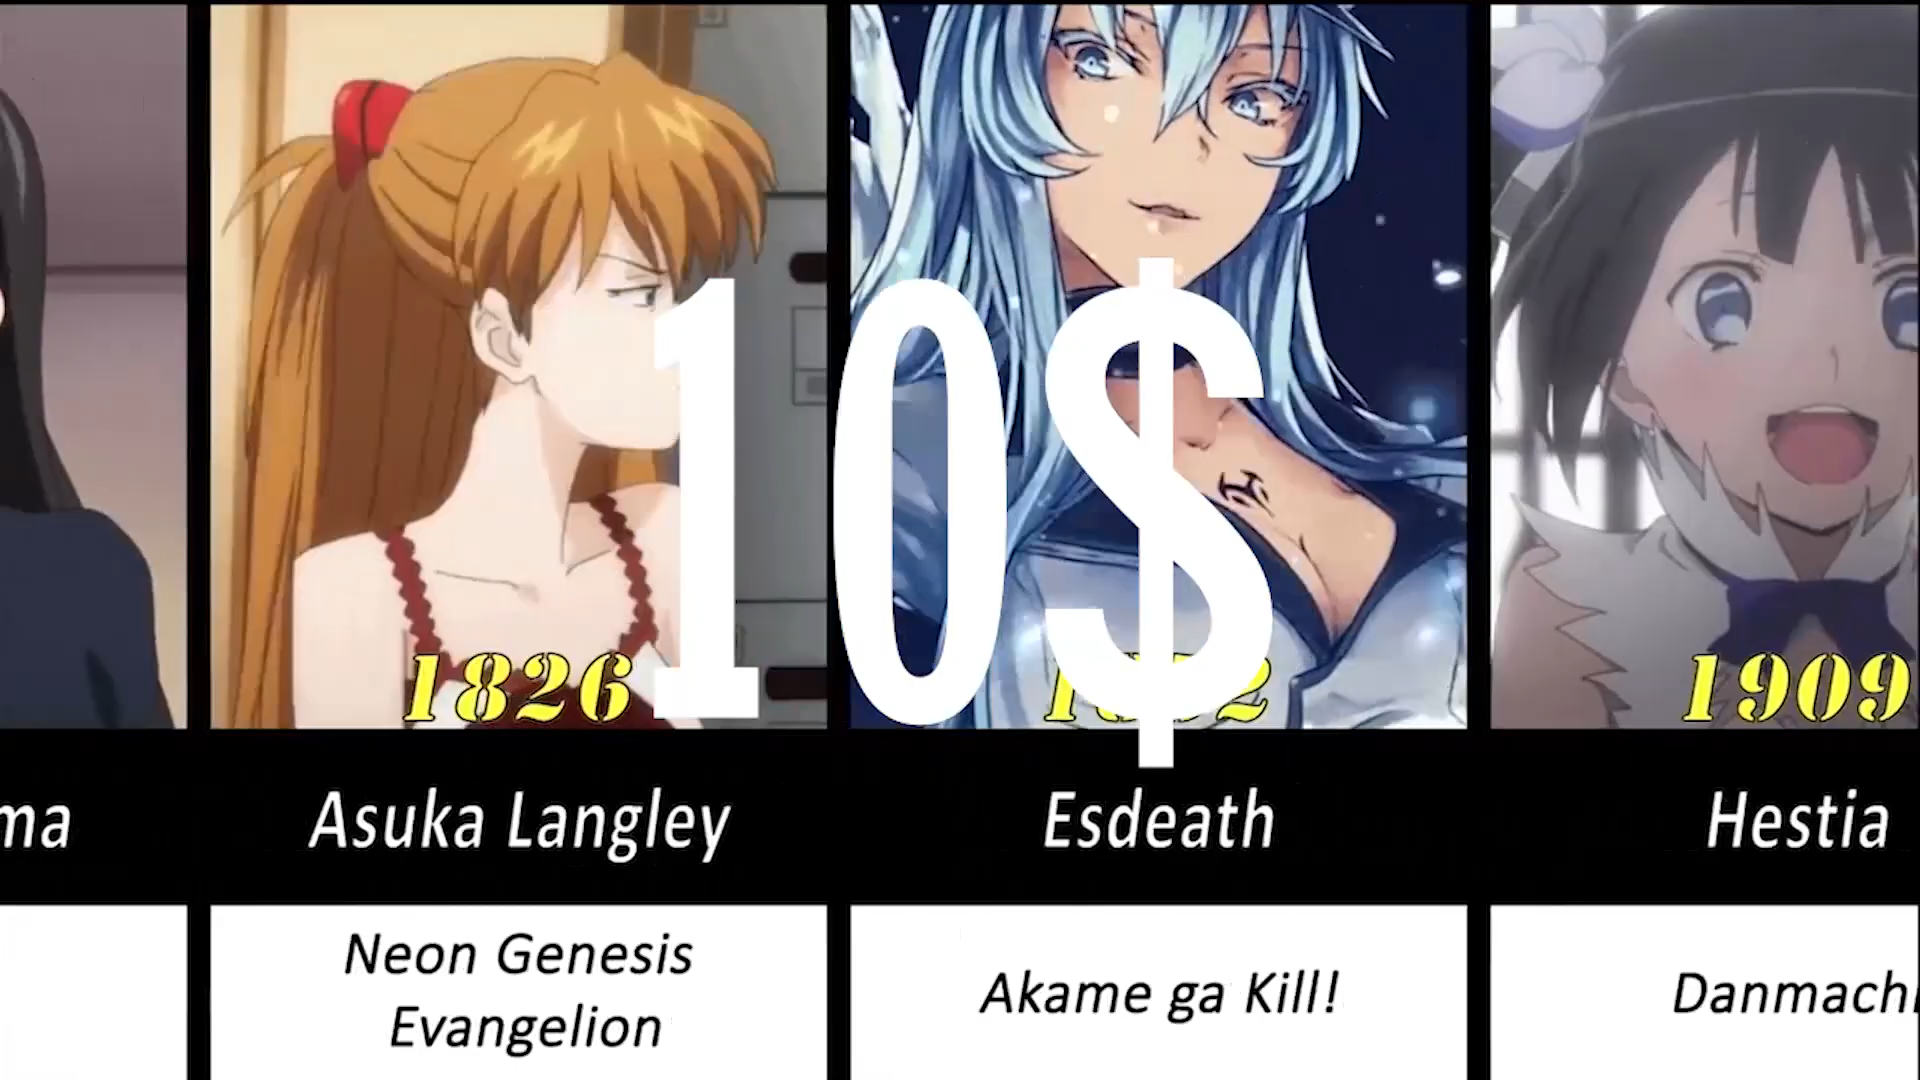 10$
1826
1909
ma
Asuka Langley
Esdeath
Hestia
Neon Genesis
Evangelion
Akame ga Kill!
Danmachi